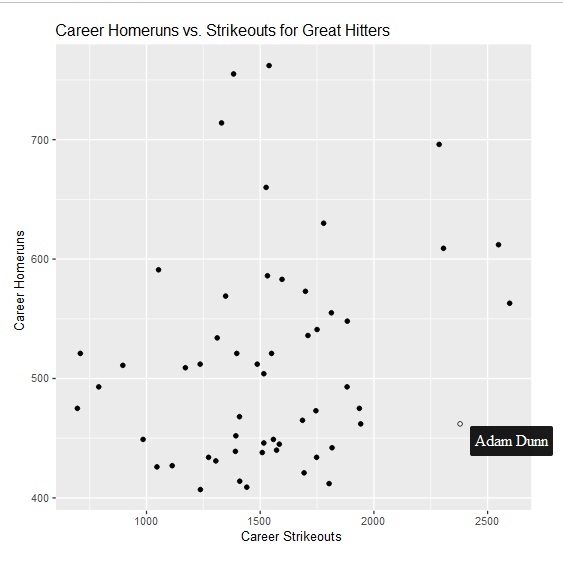 Career Homeruns vs. Strikeouts for Great Hitters
700
600
500
400
Career Homeruns
Adam Dunn
1000 1500 2000 2500
Career Strikeouts